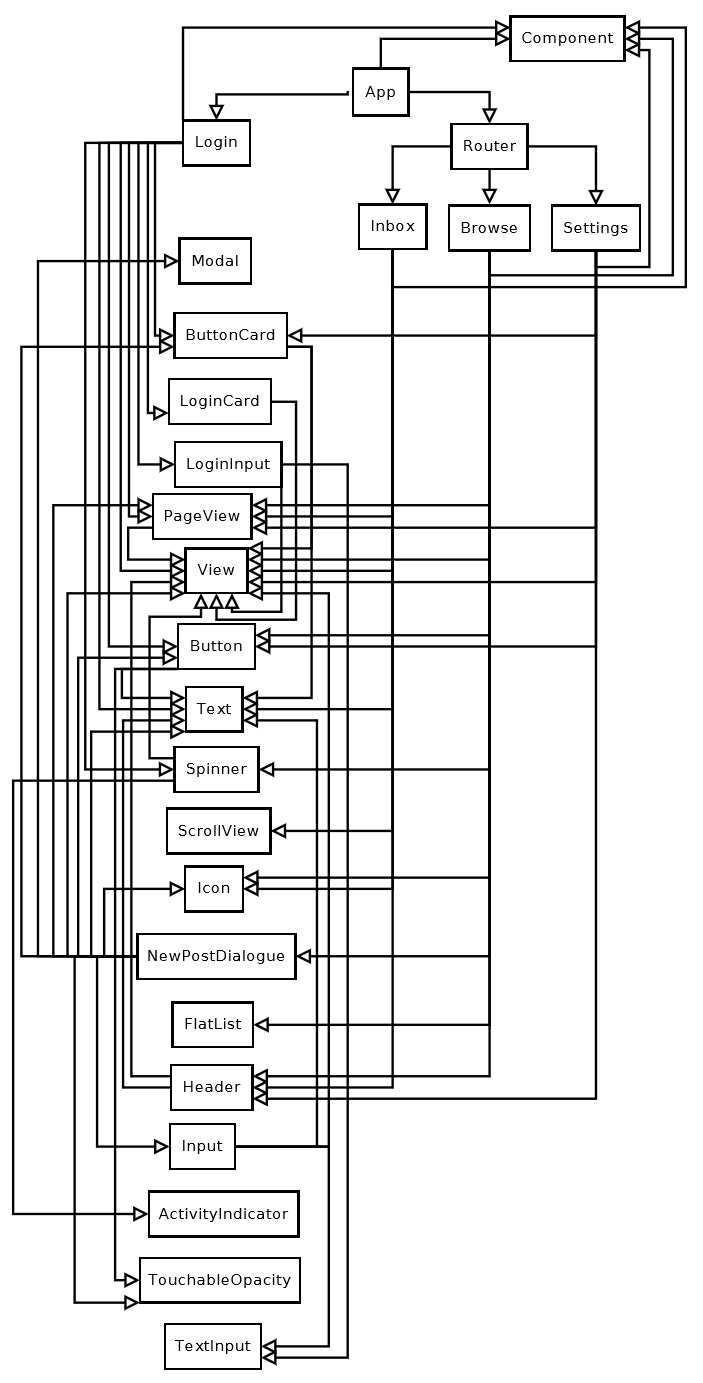 Component
App
Login
Router
Inbox
Browse
Settings
Modal
ButtonCard
LoginCard
LoginInput
PageView
View
Button
Text
Spinner
ScrollView
Icon
NewPostDialogue
FlatList
Header
Input
ActivityIndicator
TouchableOpacity
TextInput